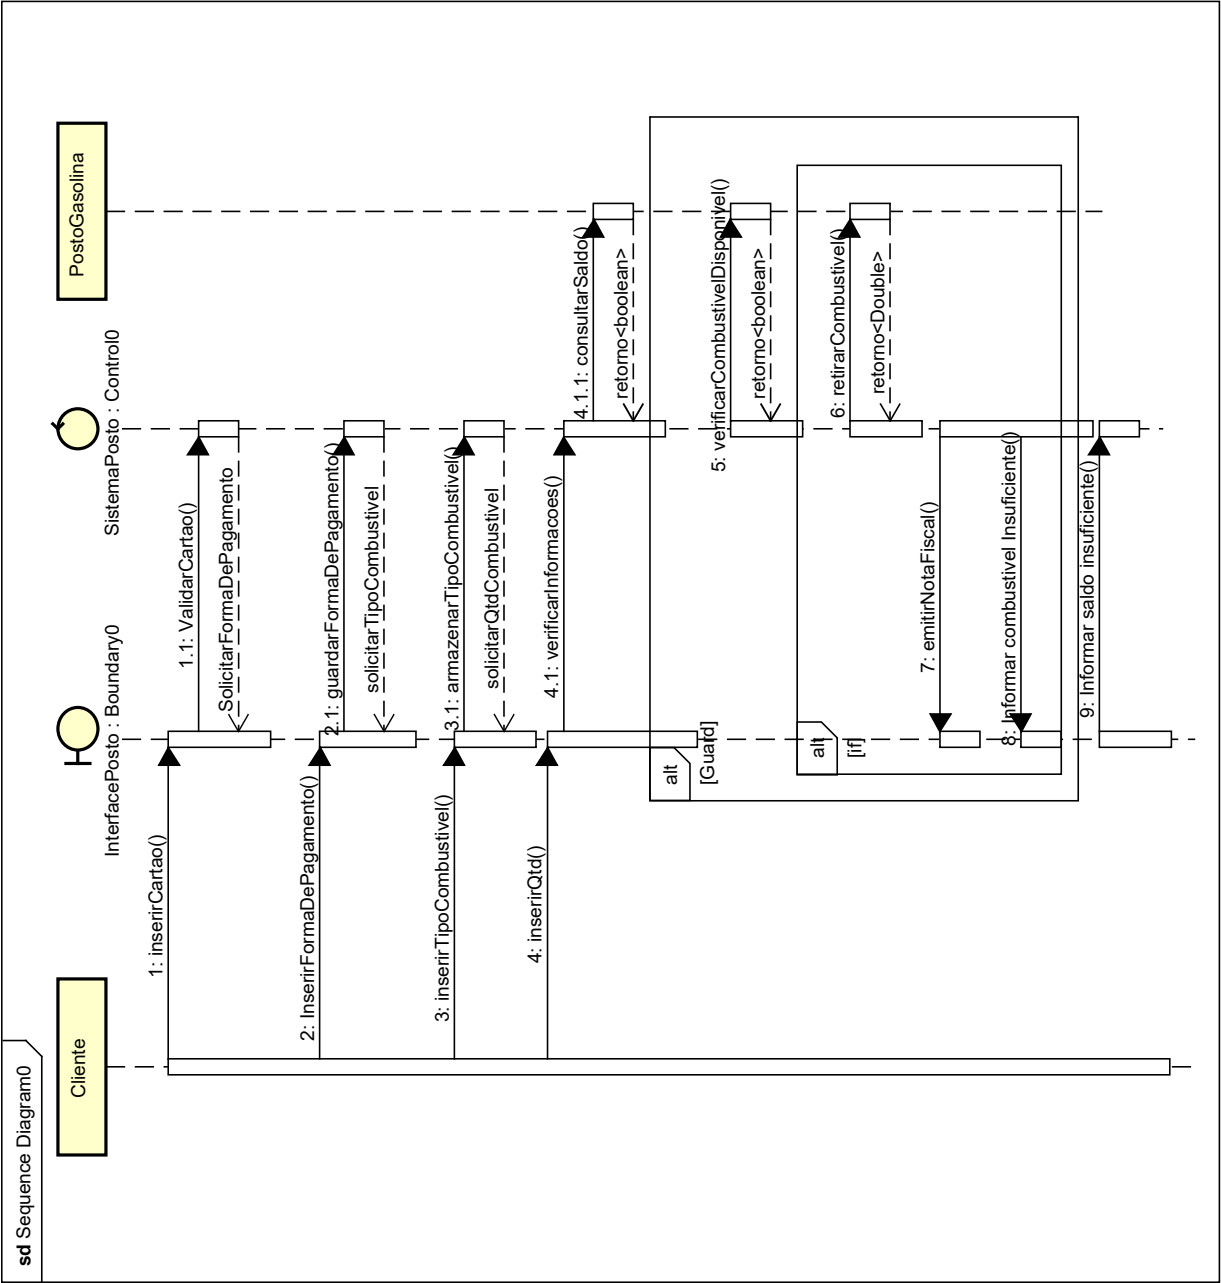 sd Sequence Diagram0
Cliente
InterfacePosto : Boundary0
SistemaPosto : Control0
PostoGasolina
1: inserirCartao()
1.1: ValidarCartao()
SolicitarFormaDePagamento
2: InserirFormaDePagamento()
2.1: guardarFormaDePagamento()
solicitarTipoCombustivel
3: inserirTipoCombustivel()
3.1: armazenarTipoCombustivel()
solicitarQtdCombustivel
4: inserirQtd()
4.1: verificarInformacoes()
4.1.1: consultarSaldo()
retorno<boolean>
alt
[Guard]
5: verificarCombustivelDisponivel()
retorno<boolean>
alt
[if]
6: retirarCombustivel()
retorno<Double>
7: emitirNotaFiscal()
8: Informar combustivel Insuficiente()
9: Informar saldo insuficiente()